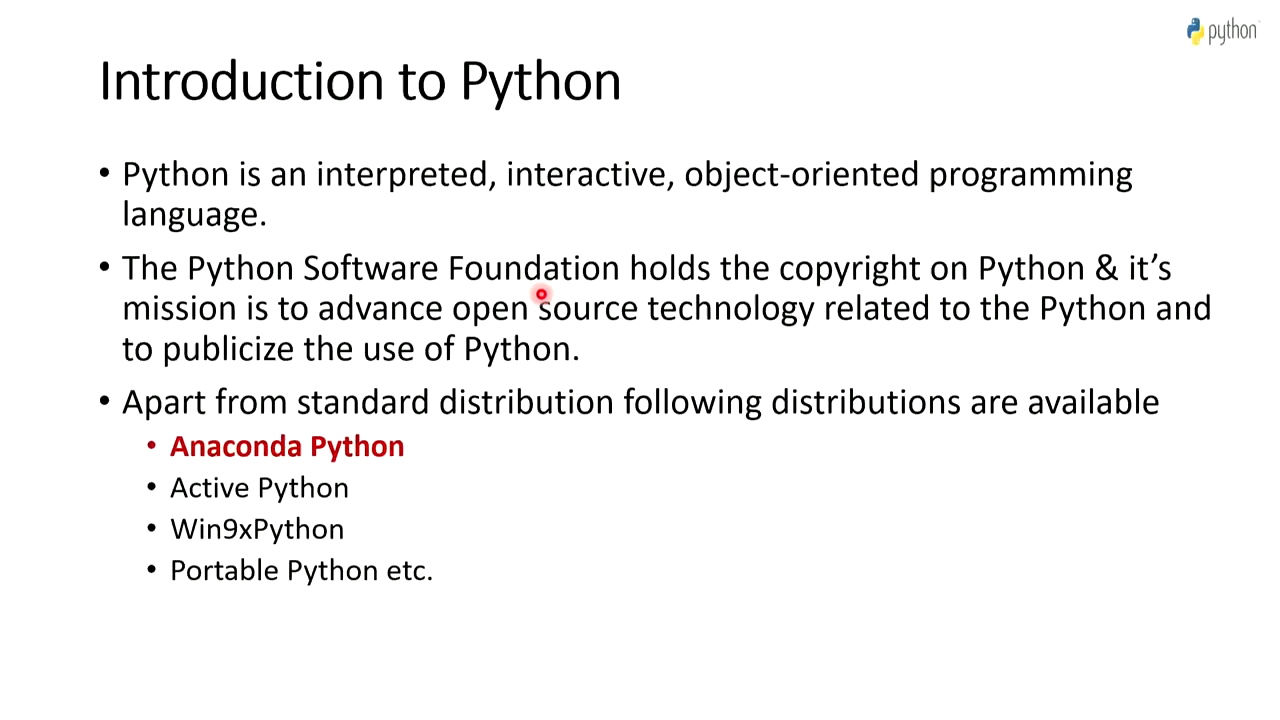 python
Introduction to Python
• Python is an interpreted, interactive, object-oriented programming
language.
• The Python Software Foundation holds the copyright on Python & it’s
mission is to advance open source technology related to the Python and
to publicize the use of Python.
• Apart from standard distribution following distributions are available
• Anaconda Python
• Active Python
• Win9xPython
• Portable Python etc.